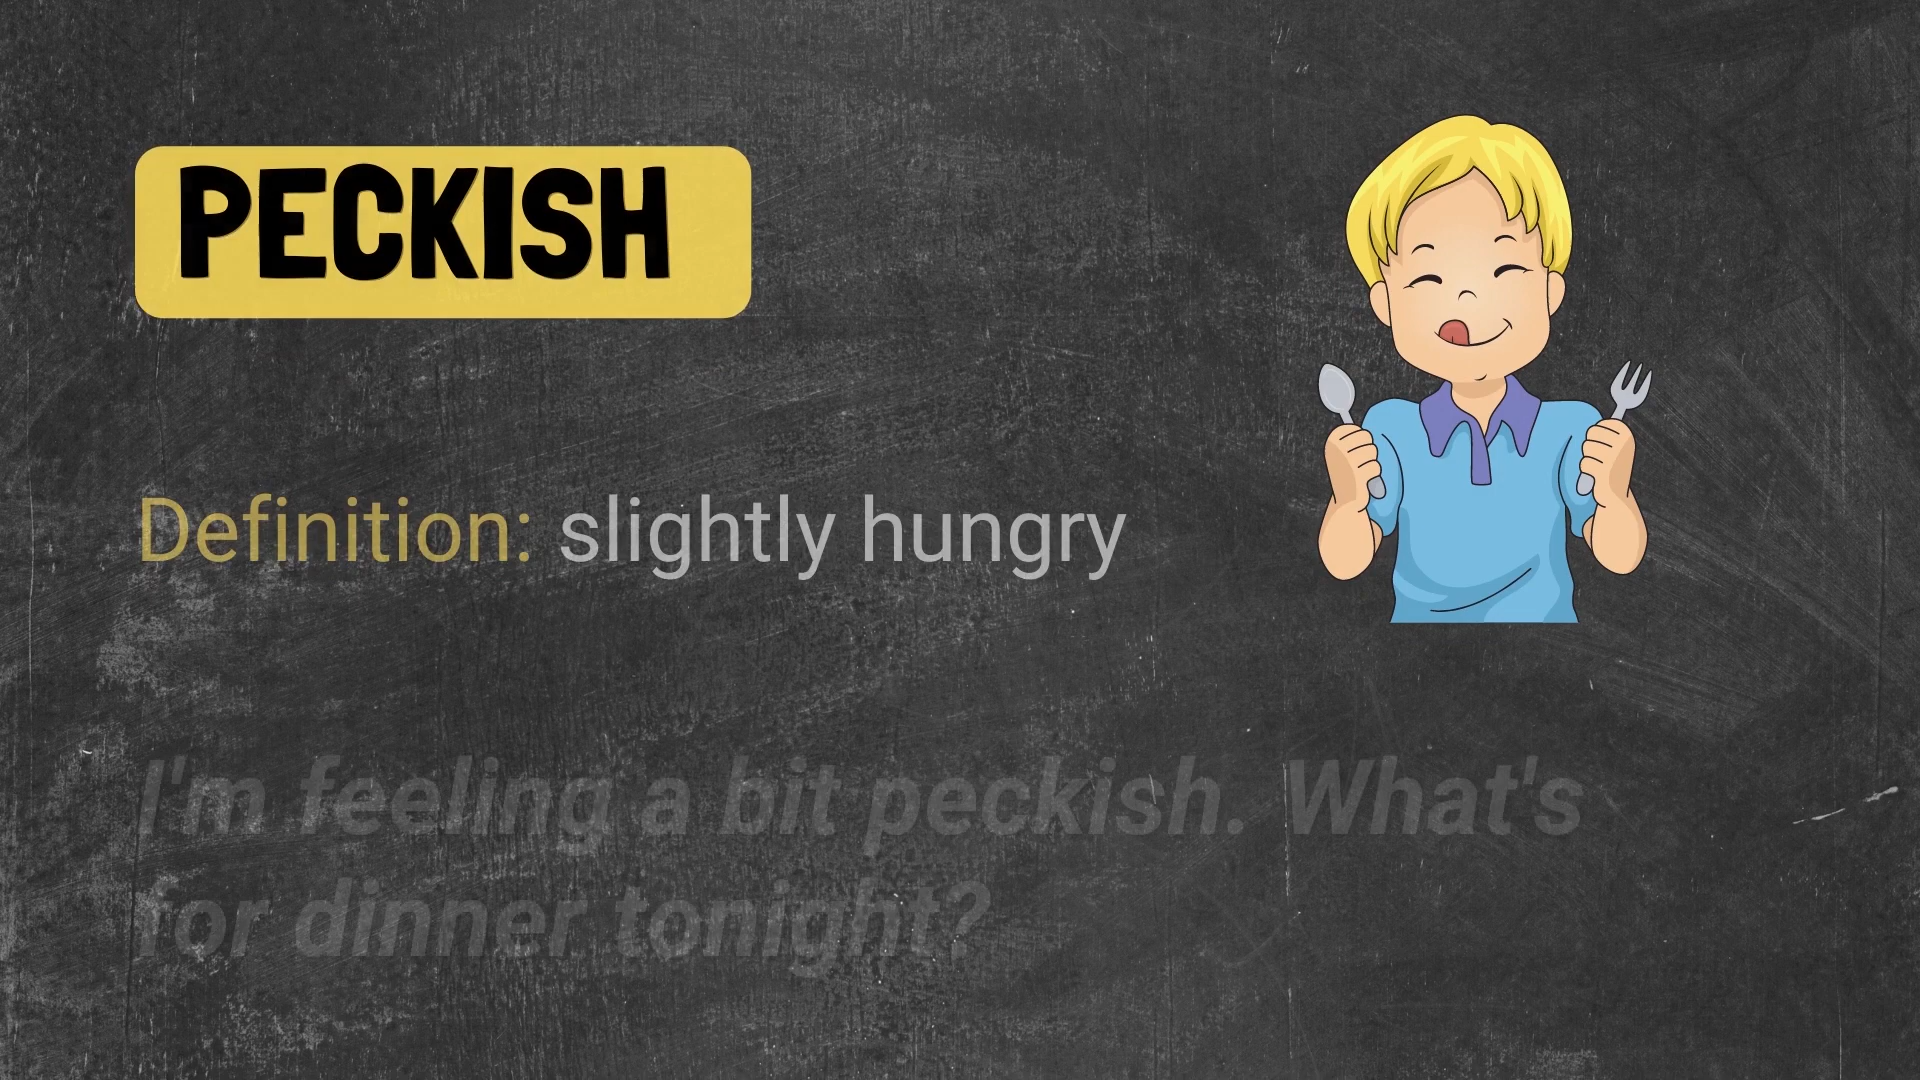 PECKISH
Definition: slightly hungry
I'm feeling a bit peckish. What's
for dinner tonight?